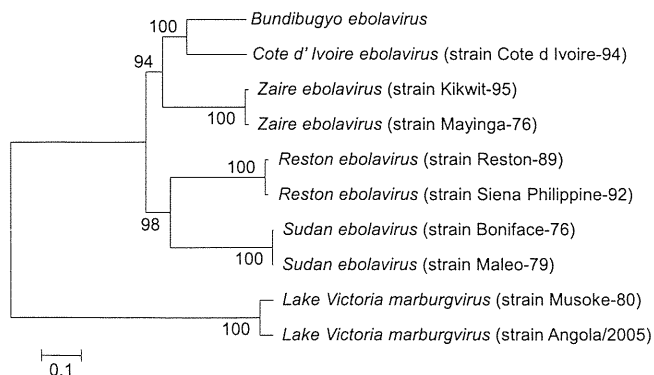 100
Bundibugyo ebolavirus
Cote d' Ivoire ebolavirus (strain Cote d Ivoire-94)
94
Zaire ebolavirus (strain Kikwit-95)
100
Zaire ebolavirus (strain Mayinga-76)
100
Reston ebolavirus (strain Reston-89)
Reston ebolavirus (strain Siena Philippine-92)
98
Sudan ebolavirus (strain Boniface-76)
100
Sudan ebolavirus (strain Maleo-79)
Lake Victoria marburgvirus (strain Musoke-80)
100
Lake Victoria marburgvirus (strain Angola/2005)
0.1